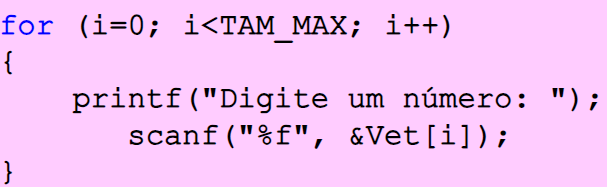 for (i=0; i<TAM_MAX; i++)
{
printf("Digite um número: ");
scanf("%f", &Vet[i]);
}